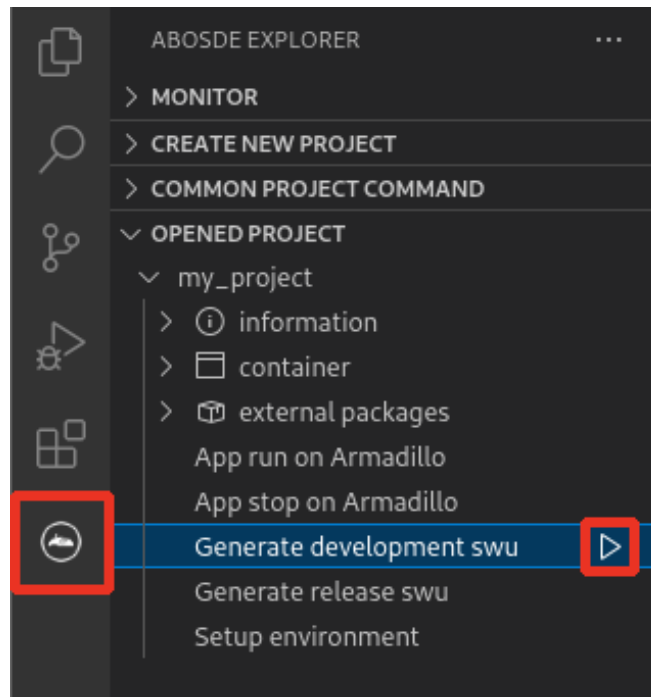 ABOSDE EXPLORER
MONITOR
CREATE NEW PROJECT
COMMON PROJECT COMMAND
OPENED PROJECT
my_project
information
container
external packages
App run on Armadillo
App stop on Armadillo
Generate development swu
Generate release swu
Setup environment